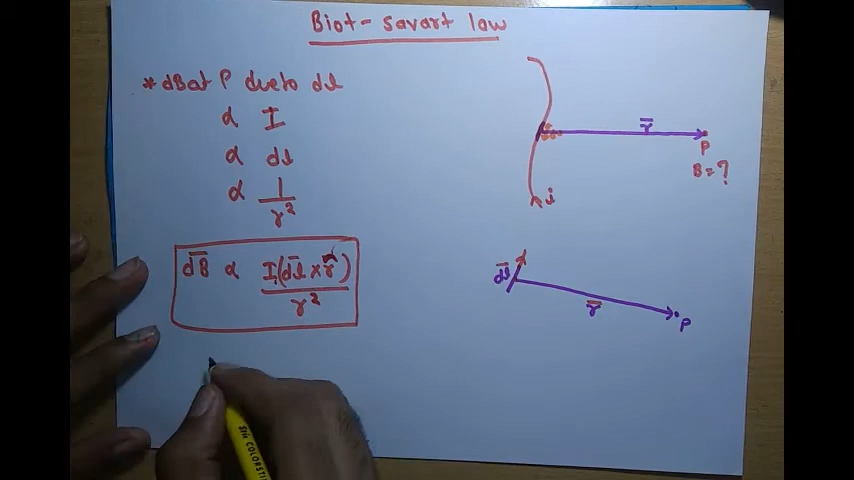 Biot - savart law
* dB at P due to dl
α I
α dl
α 1/r²
dB̅ α I(dl̅ × r̂)/r²
r̅
P
B = ?
i
dl̅
r̅
P